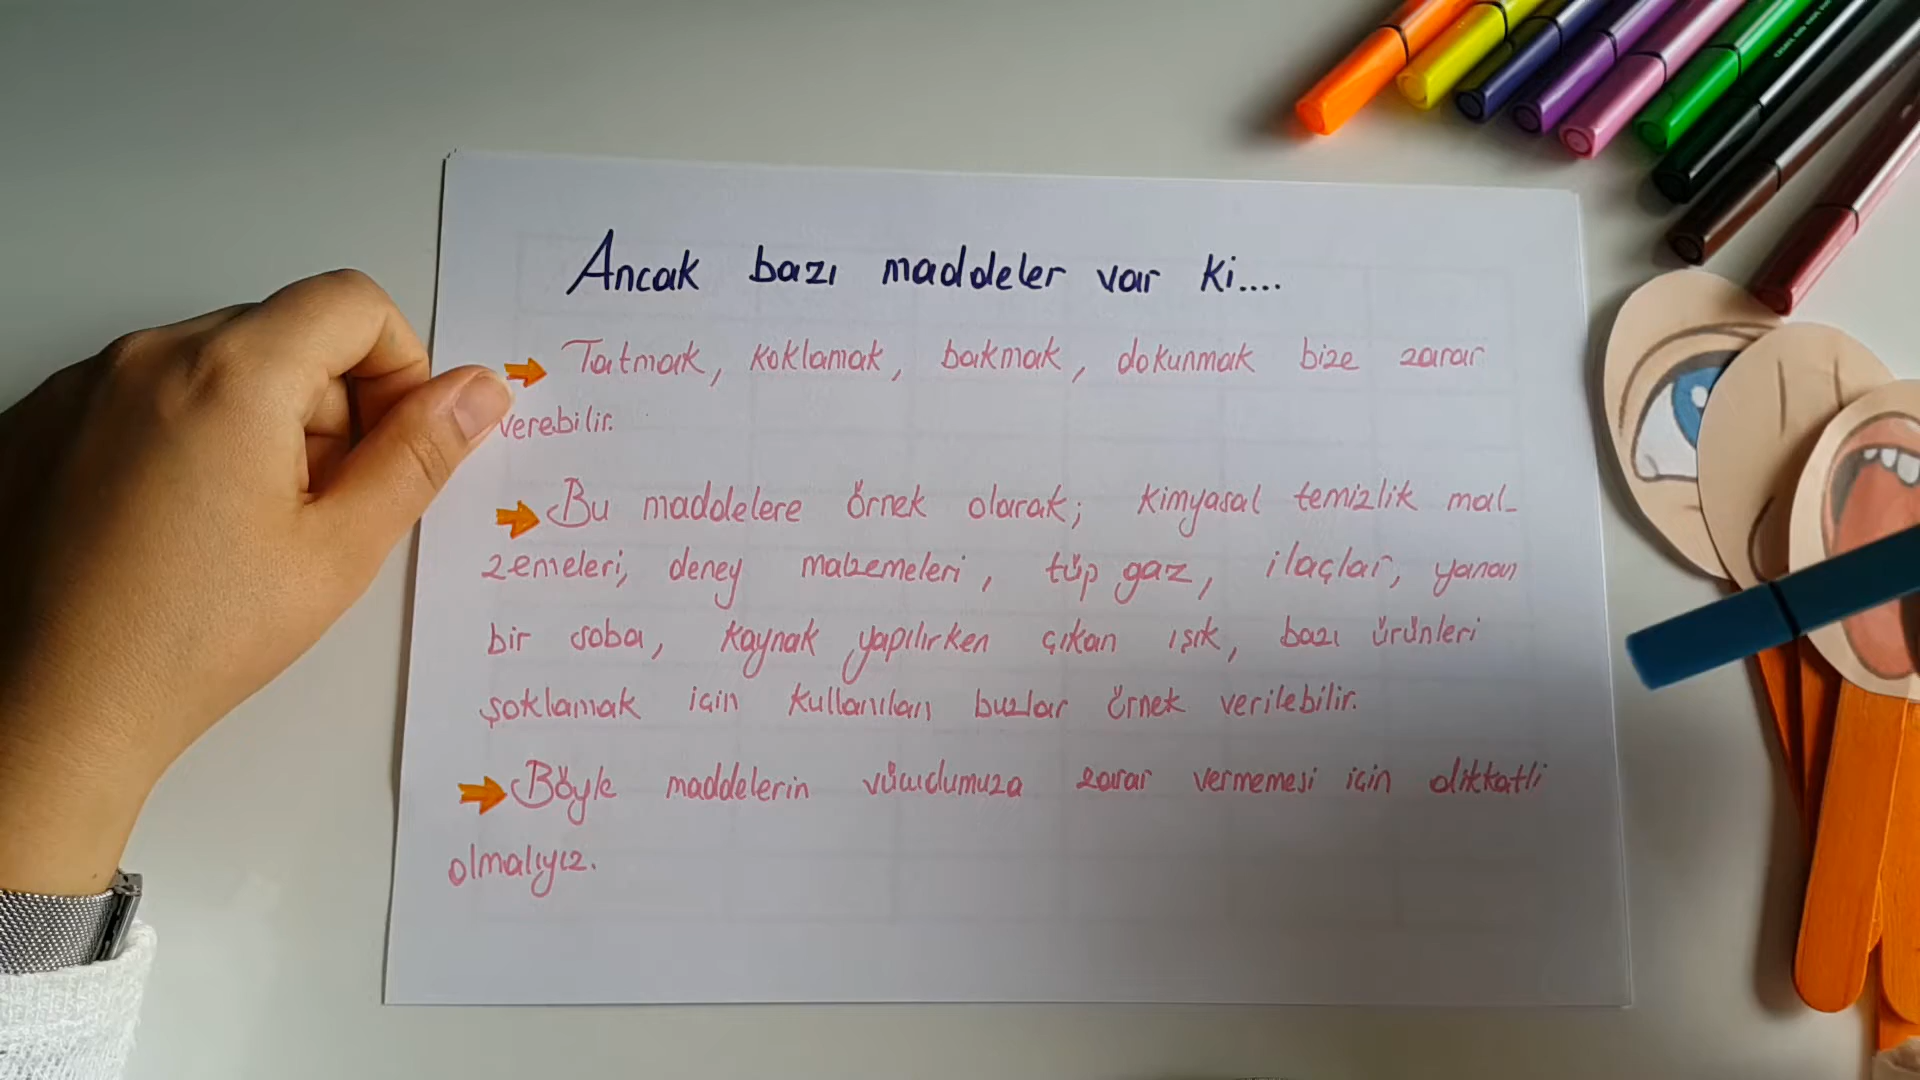 Ancak bazı maddeler var ki....
Tatmak, koklamak, bakmak, dokunmak bize zarar
verebilir.
Bu maddelere örnek olarak; kimyasal temizlik mal-
zemeleri, deney malzemeleri, tüp gaz, ilaçlar, yanan
bir soba, kaynak yapılırken çıkan ışık, bazı ürünleri
şoklamak için kullanılan buzlar örnek verilebilir.
Böyle maddelerin vücudumuza zarar vermemesi için dikkatli
olmalıyız.